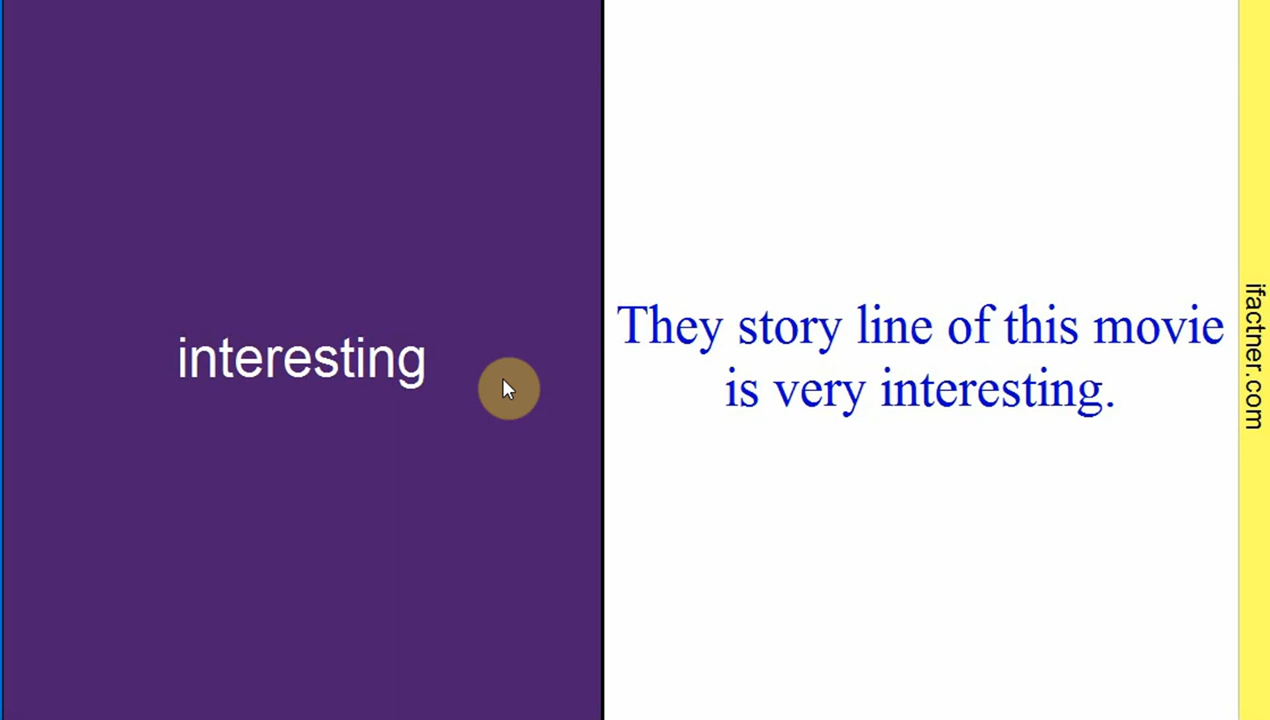 interesting
They story line of this movie
is very interesting.
ifactner.com